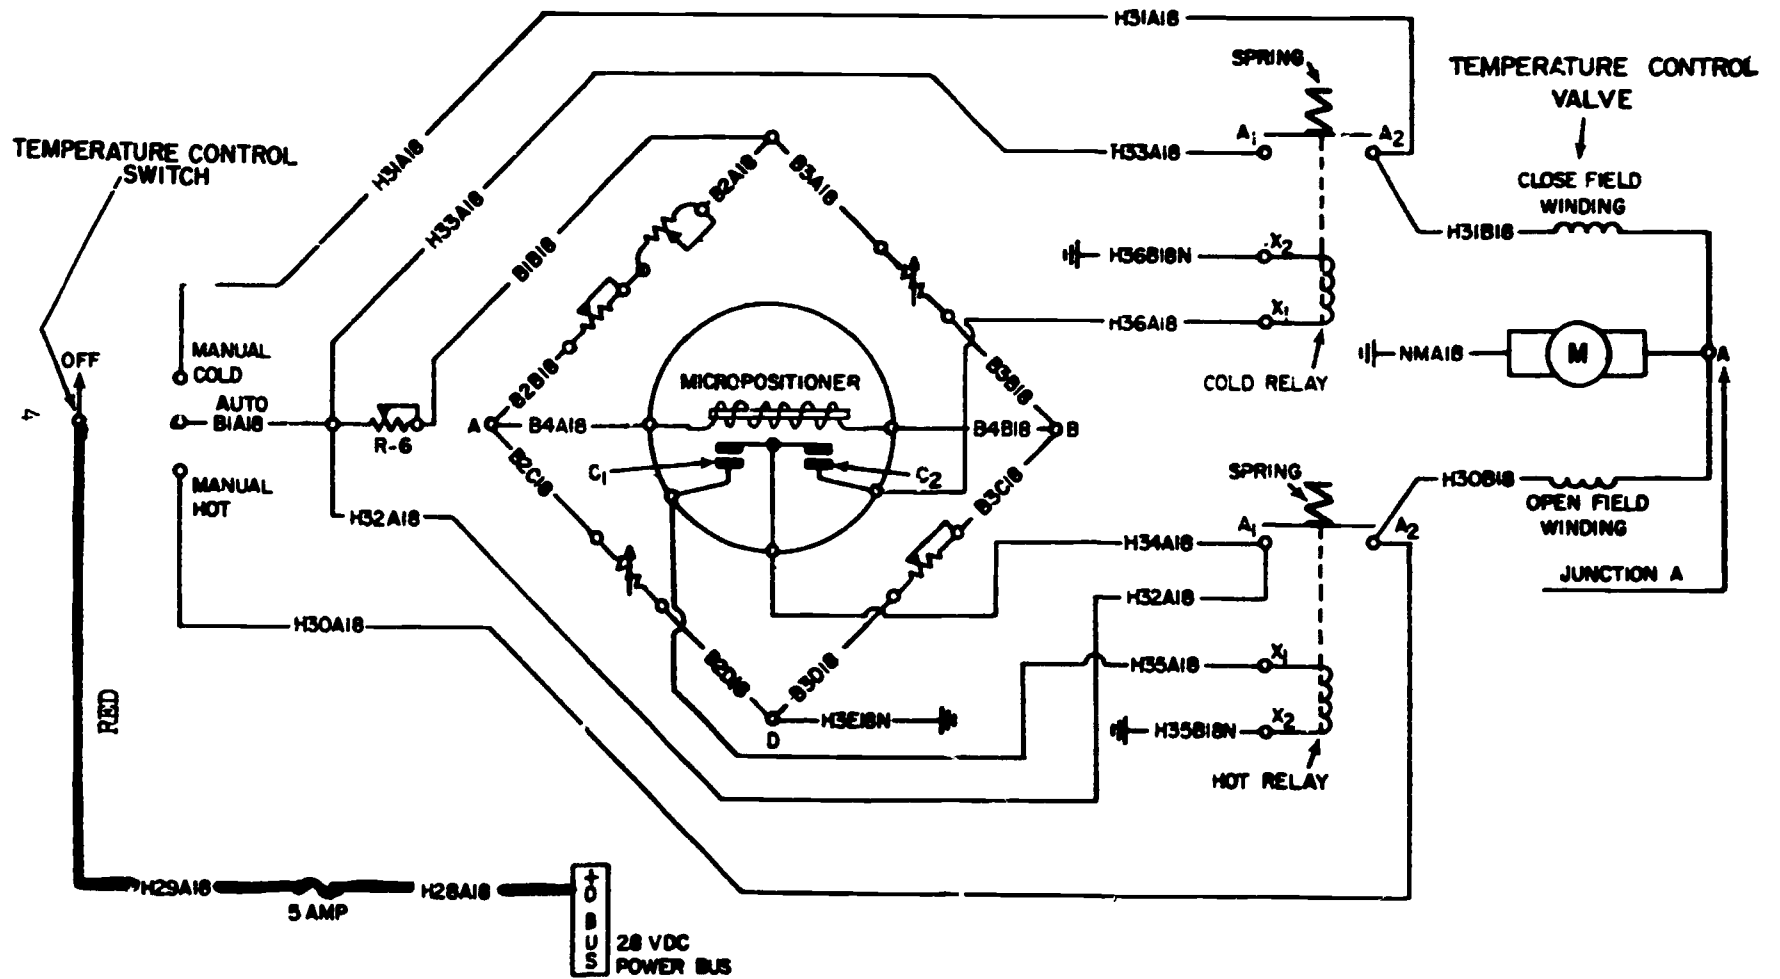 H31A18
SPRING
TEMPERATURE CONTROL
VALVE
TEMPERATURE CONTROL
SWITCH
H31A18
H33A18
B1B18
B2A18
B3A18
H33A18
A1
A2
CLOSE FIELD
WINDING
H31B18
H36B18N
X2
H36A18
X1
COLD RELAY
NMA18
M
A
OFF
MANUAL
COLD
AUTO
B1A18
R-6
MANUAL
HOT
B2B18
B3B18
MICROPOSITIONER
A
B4A18
B4B18
B
C1
C2
B2C18
B3C18
SPRING
H30B18
OPEN FIELD
WINDING
A1
A2
H32A18
H34A18
H32A18
JUNCTION A
H30A18
B2D18
B3D18
H35A18
X1
H3E18N
D
H35B18N
X2
HOT RELAY
RED
H29A18
5 AMP
H28A18
+D BUS
28 VDC
POWER BUS